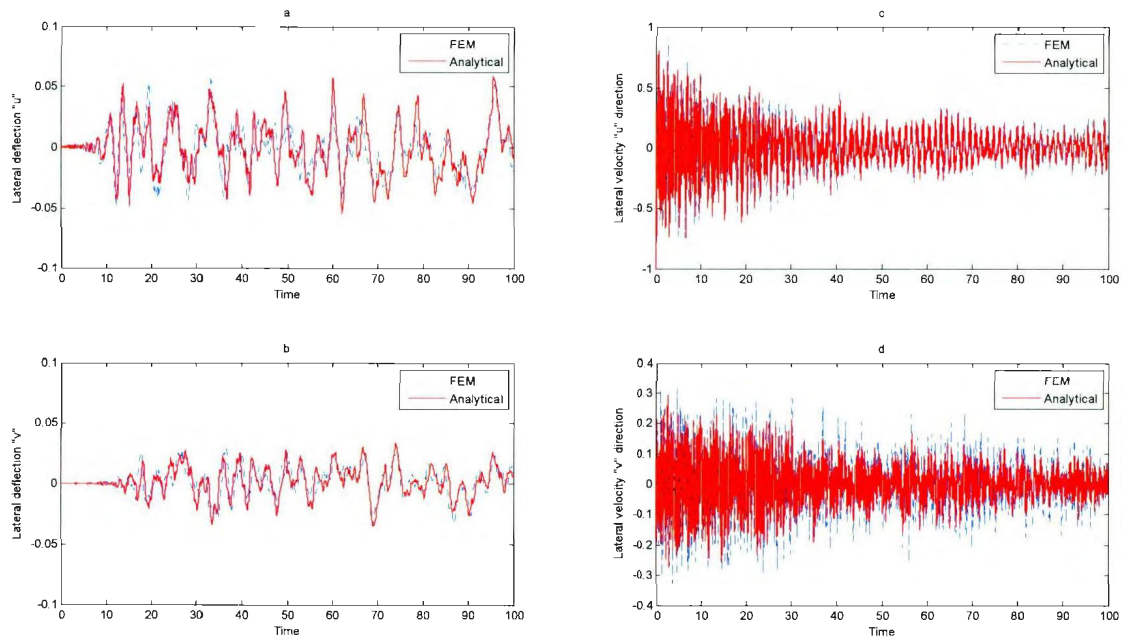 a
0.1
0.05
0
-0.05
-0.1
Lateral deflection "u"
FEM
Analytical
0 10 20 30 40 50 60 70 80 90 100
Time
c
1
0.5
0
-0.5
-1
Lateral velocity "u" direction
FEM
Analytical
0 10 20 30 40 50 60 70 80 90 100
Time
b
0.1
0.05
0
-0.05
-0.1
Lateral deflection "v"
FEM
Analytical
0 10 20 30 40 50 60 70 80 90 100
Time
d
0.4
0.3
0.2
0.1
0
-0.1
-0.2
-0.3
-0.4
Lateral velocity "v" direction
FEM
Analytical
0 10 20 30 40 50 60 70 80 90 100
Time